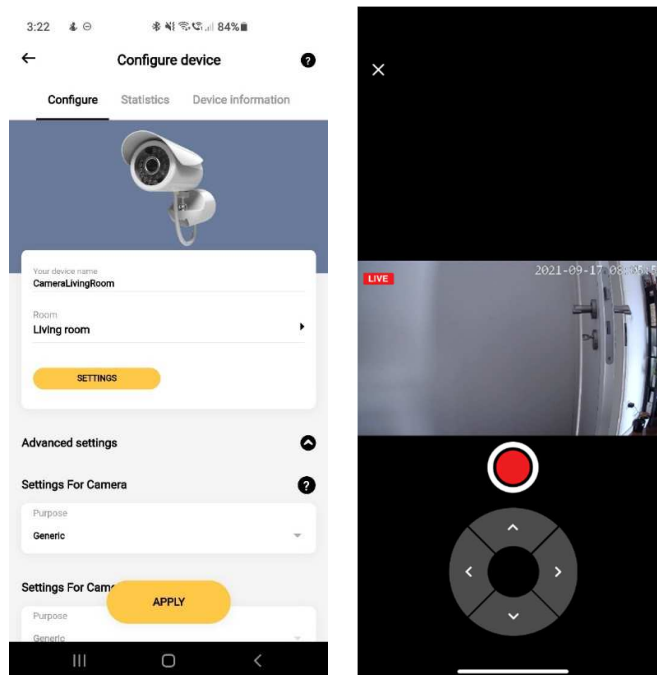 3:22 84%
Configure device ?
Configure Statistics Device information
Your device name
CameraLivingRoom
Room
Living room
SETTINGS
Advanced settings
Settings For Camera ?
Purpose
Generic
Settings For Came
APPLY
Purpose
Generic
LIVE
2021-09-17